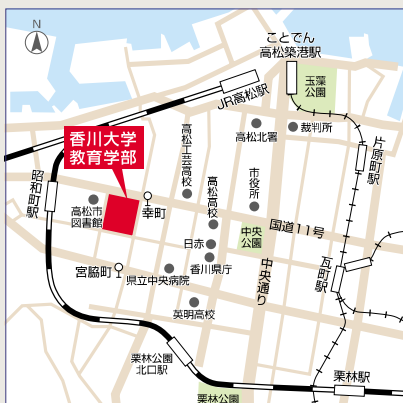 N
ことでん
高松築港駅
玉藻
公園
JR高松駅
香川大学
教育学部
高松北署
裁判所
片原町駅
高松工芸高校
昭和町駅
高松市
図書館
幸町
高松高校
市役所
国道11号
中央
公園
日赤
香川県庁
瓦町駅
宮脇町
県立中央病院
中央通り
英明高校
栗林公園
北口駅
栗林駅
栗林公園